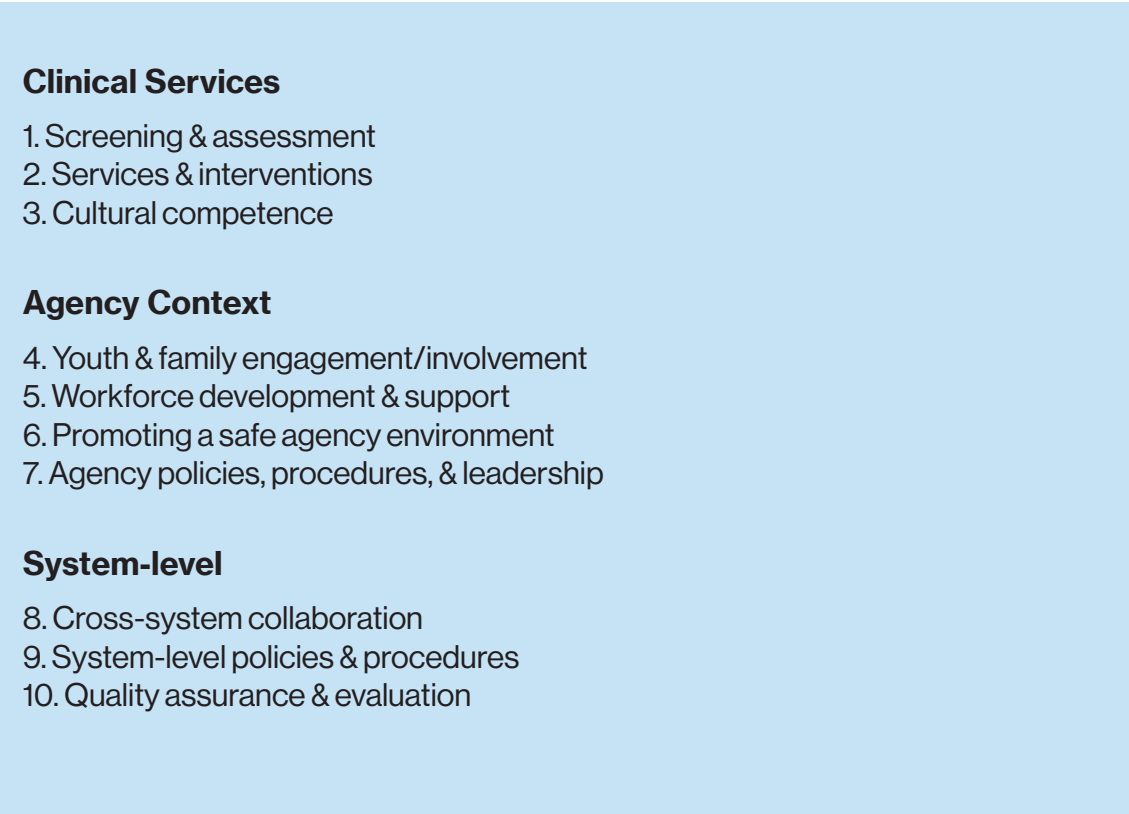 Clinical Services
1. Screening & assessment
2. Services & interventions
3. Cultural competence
Agency Context
4. Youth & family engagement/involvement
5. Workforce development & support
6. Promoting a safe agency environment
7. Agency policies, procedures, & leadership
System-level
8. Cross-system collaboration
9. System-level policies & procedures
10. Quality assurance & evaluation